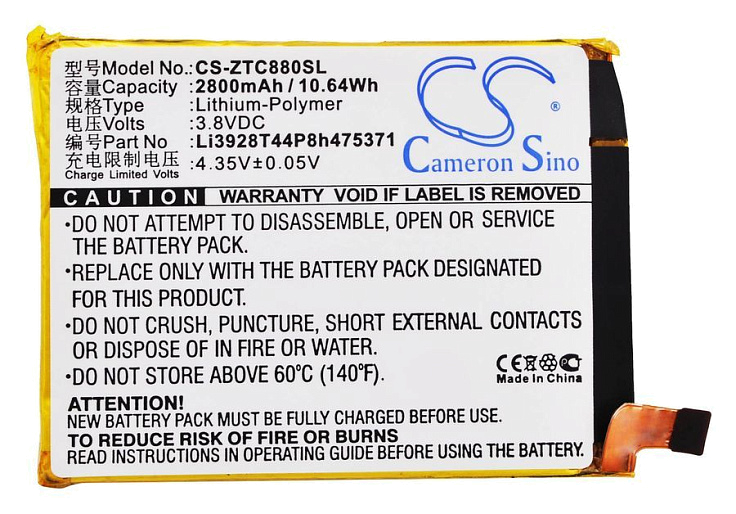 型号Model No.: CS-ZTC880SL
容量Capacity: 2800mAh / 10.64Wh
规格Type: Lithium-Polymer
电压Volts: 3.8VDC
编号Part No: Li3928T44P8h475371
充电限制电压: 4.35V±0.05V
Charge Limited Volts
CS ®
Cameron Sino
CAUTION WARRANTY VOID IF LABEL IS REMOVED
•DO NOT ATTEMPT TO DISASSEMBLE, OPEN OR SERVICE
THE BATTERY PACK.
•REPLACE ONLY WITH THE BATTERY PACK DESIGNATED
FOR THIS PRODUCT.
•DO NOT CRUSH, PUNCTURE, SHORT EXTERNAL CONTACTS
OR DISPOSE OF IN FIRE OR WATER.
•DO NOT STORE ABOVE 60°C (140°F).
CE
Made In China
ATTENTION!
NEW BATTERY PACK MUST BE FULLY CHARGED BEFORE USE
TO REDUCE RISK OF FIRE OR BURNS
READ INSTRUCTIONS IN OPERATING GUIDE BEFORE USING THE BATTERY.